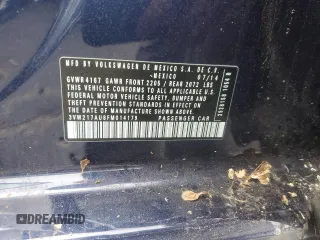 MFD BY VOLKSWAGEN DE MEXICO S.A. DE C.V.
-MEXICO 07/14
GVWR 4167 GAWR FRONT 2205 / REAR 2072 LBS
THIS VEHICLE CONFORMS TO ALL APPLICABLE
U.S. FEDERAL MOTOR VEHICLE SAFETY, BUMPER,
AND THEFT PREVENTION STANDARDS IN EFFECT ON
THE DATE OF MANUFACTURE SHOWN ABOVE.
3VW217AU6FM014179 PASSENGER CAR
DREAMBID